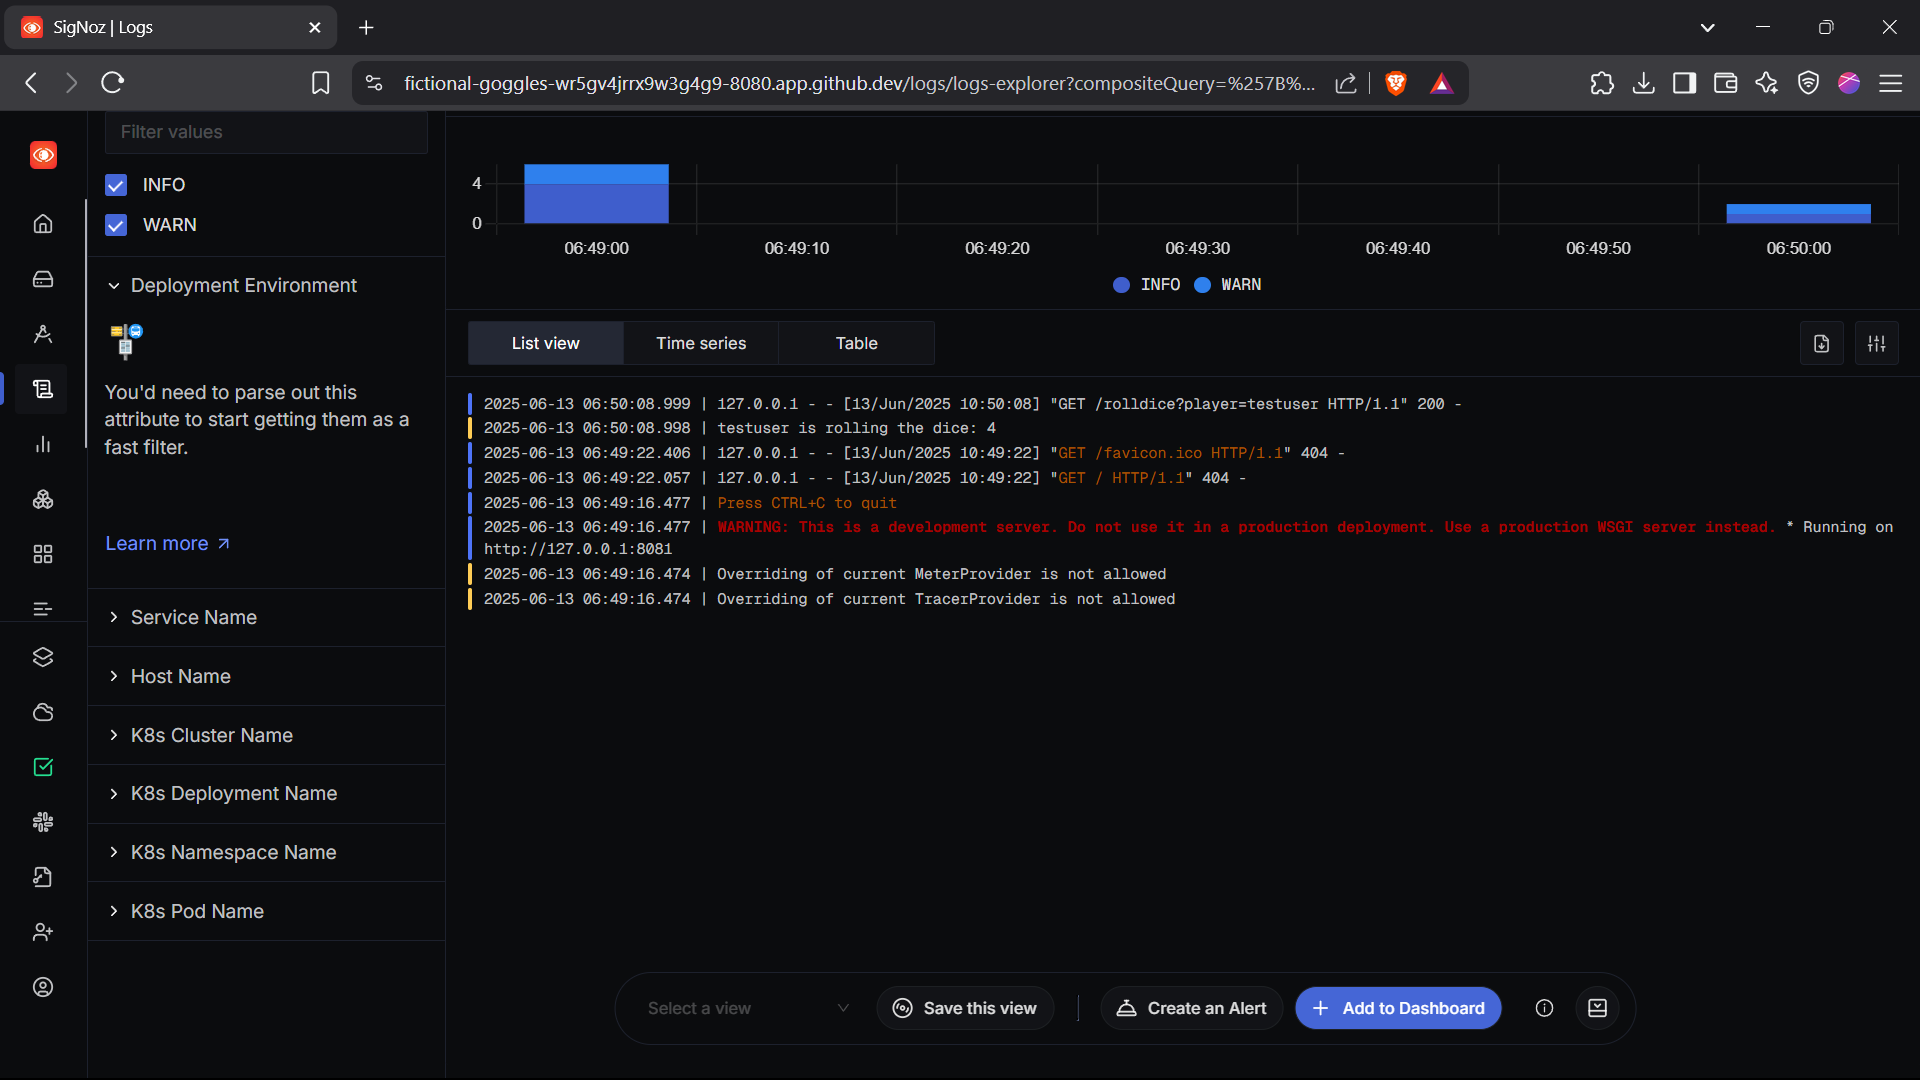 SigNoz | Logs
fictional-goggles-wr5gv4jrrx9w3g4g9-8080.app.github.dev/logs/logs-explorer?compositeQuery=%257B%...
Filter values
INFO
WARN
Deployment Environment
You'd need to parse out this
attribute to start getting them as a
fast filter.
Learn more
Service Name
Host Name
K8s Cluster Name
K8s Deployment Name
K8s Namespace Name
K8s Pod Name
4
0
06:49:00 06:49:10 06:49:20 06:49:30 06:49:40 06:49:50 06:50:00
INFO WARN
List view Time series Table
2025-06-13 06:50:08.999 | 127.0.0.1 - - [13/Jun/2025 10:50:08] "GET /rolldice?player=testuser HTTP/1.1" 200 -
2025-06-13 06:50:08.998 | testuser is rolling the dice: 4
2025-06-13 06:49:22.406 | 127.0.0.1 - - [13/Jun/2025 10:49:22] "GET /favicon.ico HTTP/1.1" 404 -
2025-06-13 06:49:22.057 | 127.0.0.1 - - [13/Jun/2025 10:49:22] "GET / HTTP/1.1" 404 -
2025-06-13 06:49:16.477 | Press CTRL+C to quit
2025-06-13 06:49:16.477 | WARNING: This is a development server. Do not use it in a production deployment. Use a production WSGI server instead. * Running on
http://127.0.0.1:8081
2025-06-13 06:49:16.474 | Overriding of current MeterProvider is not allowed
2025-06-13 06:49:16.474 | Overriding of current TracerProvider is not allowed
Select a view Save this view Create an Alert Add to Dashboard